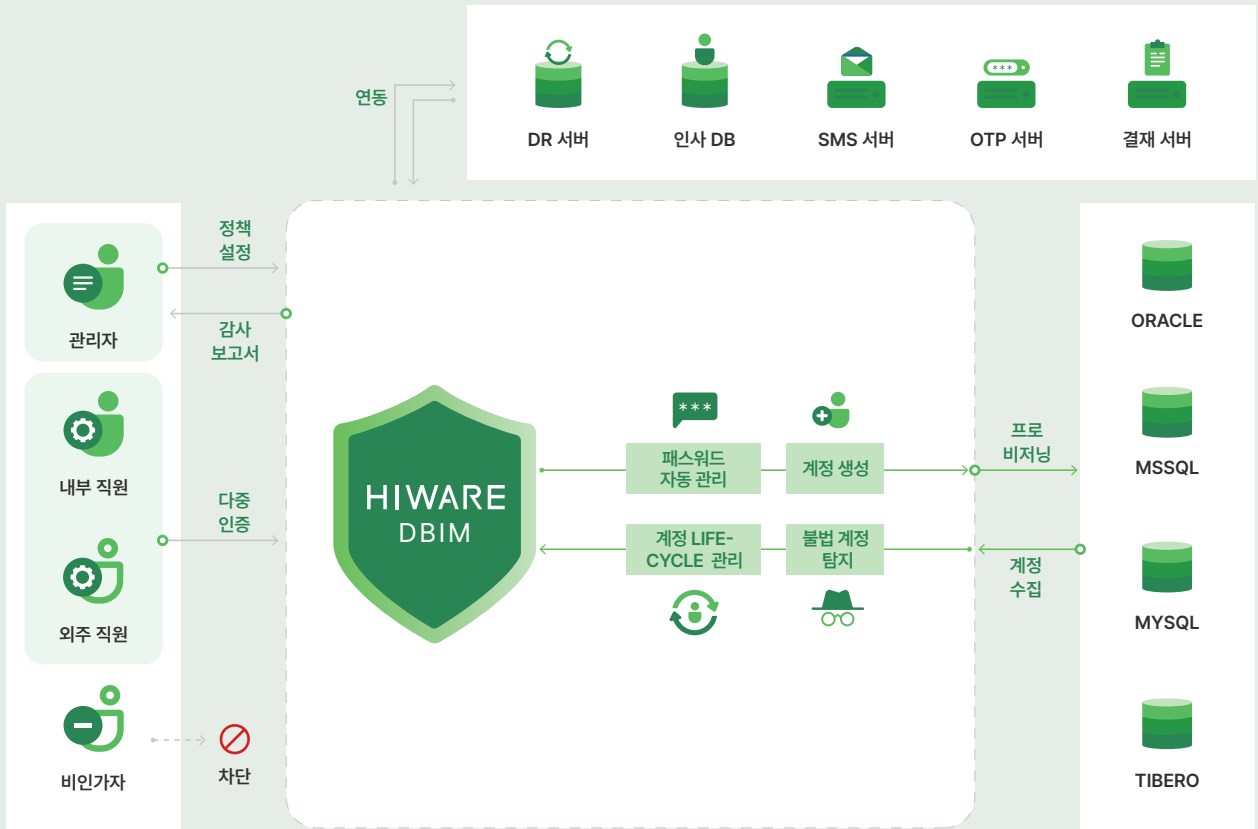 연동
DR 서버
인사 DB
SMS 서버
OTP 서버
결재 서버
관리자
정책
설정
감사
보고서
내부 직원
외주 직원
다중
인증
비인가자
차단
HIWARE
DBIM
***
패스워드
자동 관리
계정 생성
계정 LIFE-
CYCLE 관리
불법 계정
탐지
프로
비저닝
계정
수집
ORACLE
MSSQL
MYSQL
TIBERO